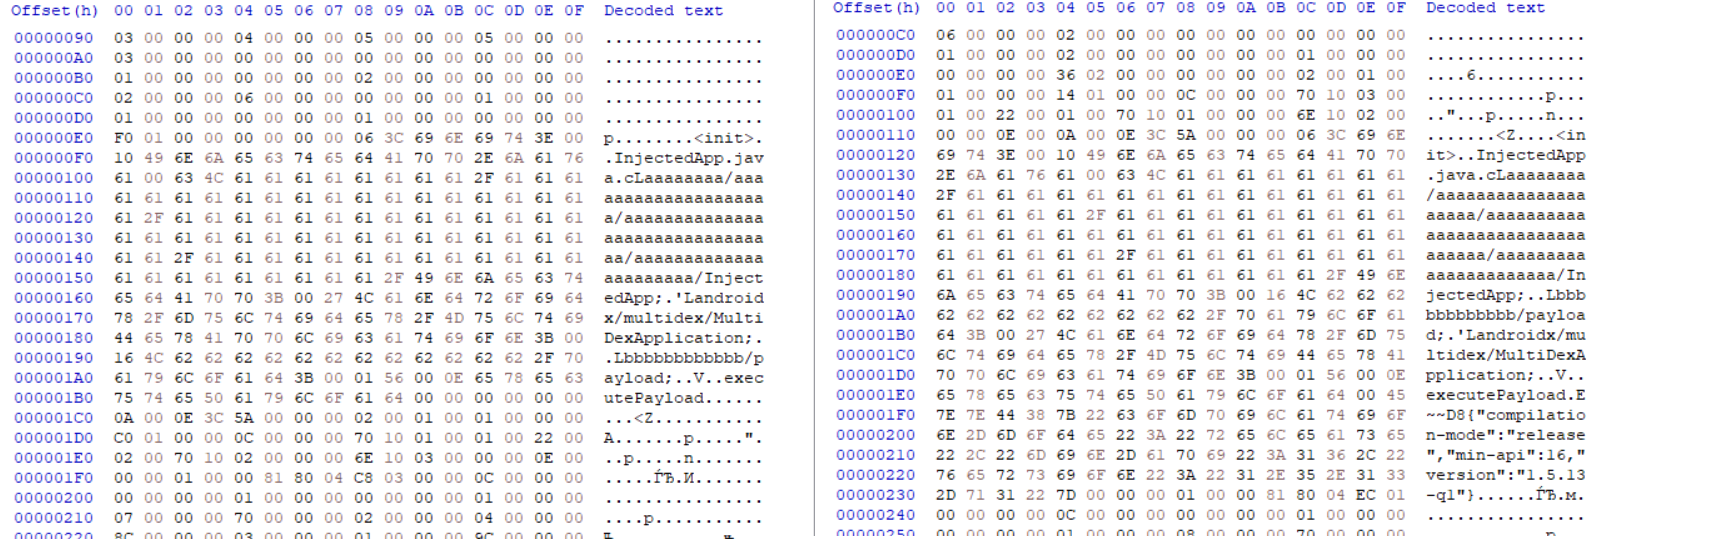 Offset(h) 00 01 02 03 04 05 06 07 08 09 0A 0B 0C 0D 0E 0F Decoded text
00000090 03 00 00 00 04 00 00 00 05 00 00 00 05 00 00 00 ................
000000A0 03 00 00 00 00 00 00 00 00 00 00 00 00 00 00 00 ................
000000B0 01 00 00 00 00 00 00 00 02 00 00 00 00 00 00 00 ................
000000C0 02 00 00 00 06 00 00 00 00 00 00 00 01 00 00 00 ................
000000D0 01 00 00 00 00 00 00 00 01 00 00 00 00 00 00 00 ................
000000E0 F0 01 00 00 00 00 00 00 06 3C 69 6E 69 74 3E 00 р........<init>.
000000F0 10 49 6E 6A 65 63 74 65 64 41 70 70 2E 6A 61 76 .InjectedApp.jav
00000100 61 00 63 4C 61 61 61 61 61 61 61 61 2F 61 61 61 a.cLaaaaaaaa/aaa
00000110 61 61 61 61 61 61 61 61 61 61 61 61 61 61 61 61 aaaaaaaaaaaaaaaa
00000120 61 2F 61 61 61 61 61 61 61 61 61 61 61 61 61 61 a/aaaaaaaaaaaaaa
00000130 61 61 61 61 61 61 61 61 61 61 61 61 61 61 61 61 aaaaaaaaaaaaaaaa
00000140 61 61 2F 61 61 61 61 61 61 61 61 61 61 61 61 61 aa/aaaaaaaaaaaaa
00000150 61 61 61 61 61 61 61 61 61 2F 49 6E 6A 65 63 74 aaaaaaaaa/Inject
00000160 65 64 41 70 70 3B 00 27 4C 61 6E 64 72 6F 69 64 edApp;.'Landroid
00000170 78 2F 6D 75 6C 74 69 64 65 78 2F 4D 75 6C 74 69 x/multidex/Multi
00000180 44 65 78 41 70 70 6C 69 63 61 74 69 6F 6E 3B 00 DexApplication;.
00000190 16 4C 62 62 62 62 62 62 62 62 62 62 62 62 2F 70 .Lbbbbbbbbbbbb/p
000001A0 61 79 6C 6F 61 64 3B 00 01 56 00 0E 65 78 65 63 ayload;..V..exec
000001B0 75 74 65 50 61 79 6C 6F 61 64 00 00 00 00 00 00 utePayload......
000001C0 0A 00 0E 3C 5A 00 00 00 02 00 01 00 01 00 00 00 ...<Z...........
000001D0 C0 01 00 00 0C 00 00 00 70 10 01 00 01 00 22 00 А.......p.....".
000001E0 02 00 70 10 02 00 00 00 6E 10 03 00 00 00 0E 00 ..p.....n.......
000001F0 00 00 01 00 00 81 80 04 C8 03 00 00 0C 00 00 00 .....ЃЂ.И.......
00000200 00 00 00 00 01 00 00 00 00 00 00 00 01 00 00 00 ................
00000210 07 00 00 00 70 00 00 00 02 00 00 00 04 00 00 00 ....p...........
00000220 8C 00 00 00 03 00 00 00 01 00 00 00 9C 00 00 00
Offset(h) 00 01 02 03 04 05 06 07 08 09 0A 0B 0C 0D 0E 0F Decoded text
000000C0 06 00 00 00 02 00 00 00 00 00 00 00 00 00 00 00 ................
000000D0 01 00 00 00 02 00 00 00 00 00 00 00 01 00 00 00 ................
000000E0 00 00 00 00 36 02 00 00 00 00 00 00 02 00 01 00 ....6...........
000000F0 01 00 00 00 14 01 00 00 0C 00 00 00 70 10 03 00 ............p...
00000100 01 00 22 00 01 00 70 10 01 00 00 00 6E 10 02 00 .."...p.....n...
00000110 00 00 0E 00 0A 00 0E 3C 5A 00 00 00 06 3C 69 6E .......<Z....<in
00000120 69 74 3E 00 10 49 6E 6A 65 63 74 65 64 41 70 70 it>..InjectedApp
00000130 2E 6A 61 76 61 00 63 4C 61 61 61 61 61 61 61 61 .java.cLaaaaaaaa
00000140 2F 61 61 61 61 61 61 61 61 61 61 61 61 61 61 61 /aaaaaaaaaaaaaaa
00000150 61 61 61 61 61 2F 61 61 61 61 61 61 61 61 61 61 aaaaa/aaaaaaaaaa
00000160 61 61 61 61 61 61 61 61 61 61 61 61 61 61 61 61 aaaaaaaaaaaaaaaa
00000170 61 61 61 61 61 61 2F 61 61 61 61 61 61 61 61 61 aaaaaa/aaaaaaaaa
00000180 61 61 61 61 61 61 61 61 61 61 61 61 61 2F 49 6E aaaaaaaaaaaaa/In
00000190 6A 65 63 74 65 64 41 70 70 3B 00 16 4C 62 62 62 jectedApp;..Lbbb
000001A0 62 62 62 62 62 62 62 62 62 2F 70 61 79 6C 6F 61 bbbbbbbbb/payloa
000001B0 64 3B 00 27 4C 61 6E 64 72 6F 69 64 78 2F 6D 75 d;.'Landroidx/mu
000001C0 6C 74 69 64 65 78 2F 4D 75 6C 74 69 44 65 78 41 ltidex/MultiDexA
000001D0 70 70 6C 69 63 61 74 69 6F 6E 3B 00 01 56 00 0E pplication;..V..
000001E0 65 78 65 63 75 74 65 50 61 79 6C 6F 61 64 00 45 executePayload.E
000001F0 7E 7E 44 38 7B 22 63 6F 6D 70 69 6C 61 74 69 6F ~~D8{"compilatio
00000200 6E 2D 6D 6F 64 65 22 3A 22 72 65 6C 65 61 73 65 n-mode":"release
00000210 22 2C 22 6D 69 6E 2D 61 70 69 22 3A 31 36 2C 22 ","min-api":16,"
00000220 76 65 72 73 69 6F 6E 22 3A 22 31 2E 35 2E 31 33 version":"1.5.13
00000230 2D 71 31 22 7D 00 00 00 01 00 00 81 80 04 EC 01 -q1"}......ЃЂ.м.
00000240 00 00 00 00 0C 00 00 00 00 00 00 00 01 00 00 00 ................
00000250 00 00 00 00 01 00 00 00 08 00 00 00 70 00 00 00 ............p...